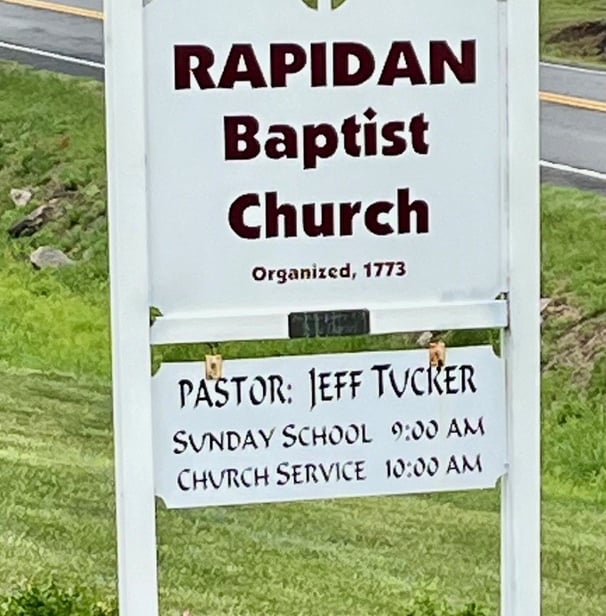 RAPIDAN
Baptist
Church
Organized, 1773
PASTOR: JEFF TUCKER
SUNDAY SCHOOL 9:00 AM
CHURCH SERVICE 10:00 AM